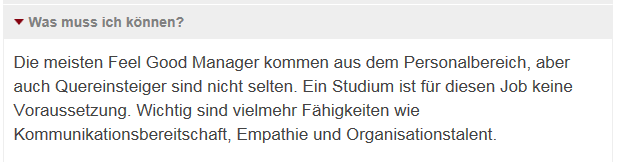 Was muss ich können?
Die meisten Feel Good Manager kommen aus dem Personalbereich, aber
auch Quereinsteiger sind nicht selten. Ein Studium ist für diesen Job keine
Voraussetzung. Wichtig sind vielmehr Fähigkeiten wie
Kommunikationsbereitschaft, Empathie und Organisationstalent.